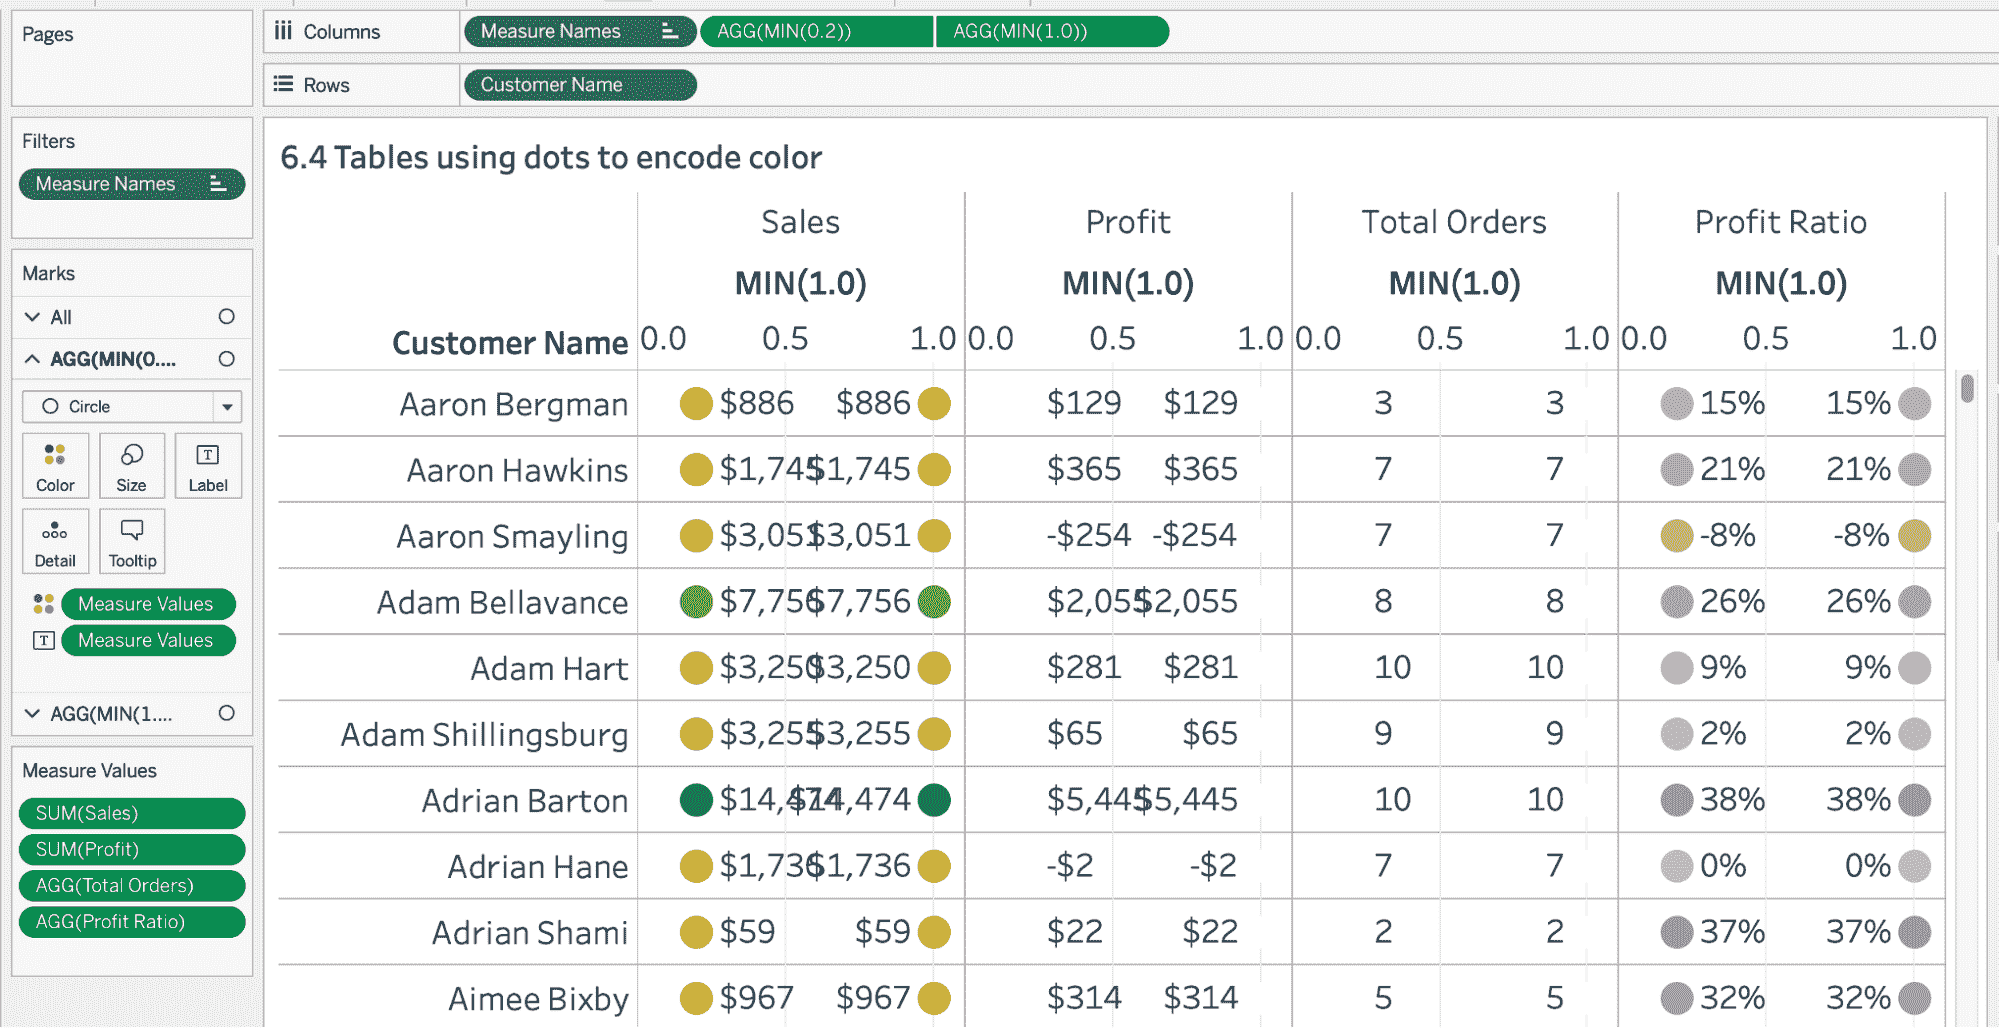 Pages
Columns
Measure Names AGG(MIN(0.2)) AGG(MIN(1.0))
Rows
Customer Name
Filters
Measure Names
Marks
All
AGG(MIN(0....
Circle
Color Size Label
T
Detail Tooltip
Measure Values
T Measure Values
AGG(MIN(1....
Measure Values
SUM(Sales)
SUM(Profit)
AGG(Total Orders)
AGG(Profit Ratio)
6.4 Tables using dots to encode color
Sales Profit Total Orders Profit Ratio
MIN(1.0) MIN(1.0) MIN(1.0) MIN(1.0)
Customer Name 0.0 0.5 1.0 0.0 0.5 1.0 0.0 0.5 1.0 0.0 0.5 1.0
Aaron Bergman $886 $886 $129 $129 3 3 15% 15%
Aaron Hawkins $1,745 $1,745 $365 $365 7 7 21% 21%
Aaron Smayling $3,051 $3,051 -$254 -$254 7 7 -8% -8%
Adam Bellavance $7,756 $7,756 $2,055 $2,055 8 8 26% 26%
Adam Hart $3,250 $3,250 $281 $281 10 10 9% 9%
Adam Shillingsburg $3,255 $3,255 $65 $65 9 9 2% 2%
Adrian Barton $14,474 $14,474 $5,445 $5,445 10 10 38% 38%
Adrian Hane $1,736 $1,736 -$2 -$2 7 7 0% 0%
Adrian Shami $59 $59 $22 $22 2 2 37% 37%
Aimee Bixby $967 $967 $314 $314 5 5 32% 32%